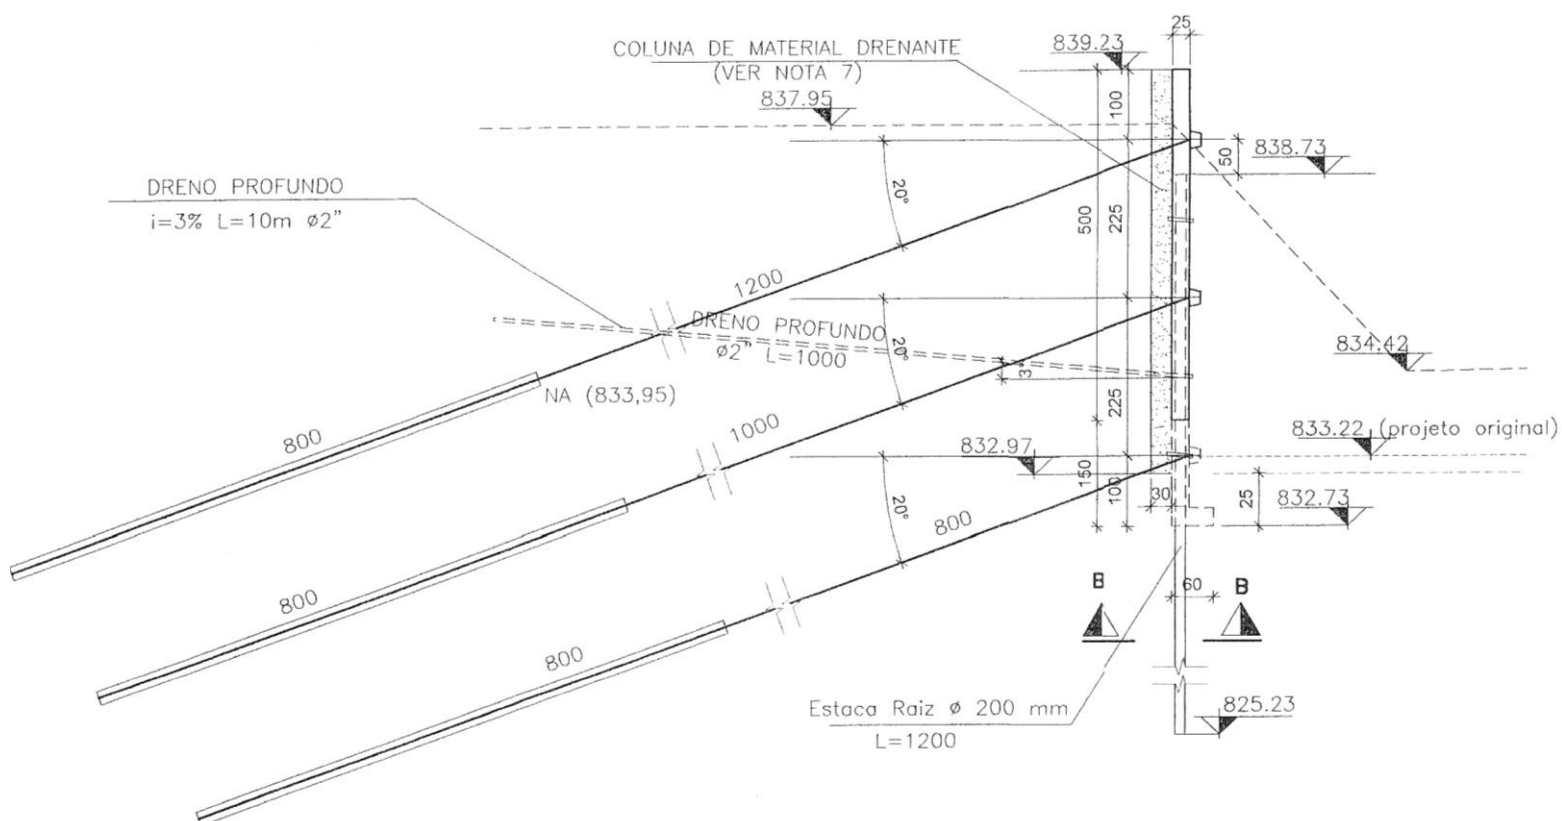 25
COLUNA DE MATERIAL DRENANTE
(VER NOTA 7)
839.23
837.95
100
50
838.73
DRENO PROFUNDO
i=3% L=10m ø2”
20°
500
225
1200
DRENO PROFUNDO
ø2” L=1000
20°
3°
834.42
NA (833,95)
225
800
1000
832.97
833.22 (projeto original)
150
100
30
25
832.73
20°
800
800
B
60
B
800
Estaca Raiz ø 200 mm
L=1200
825.23